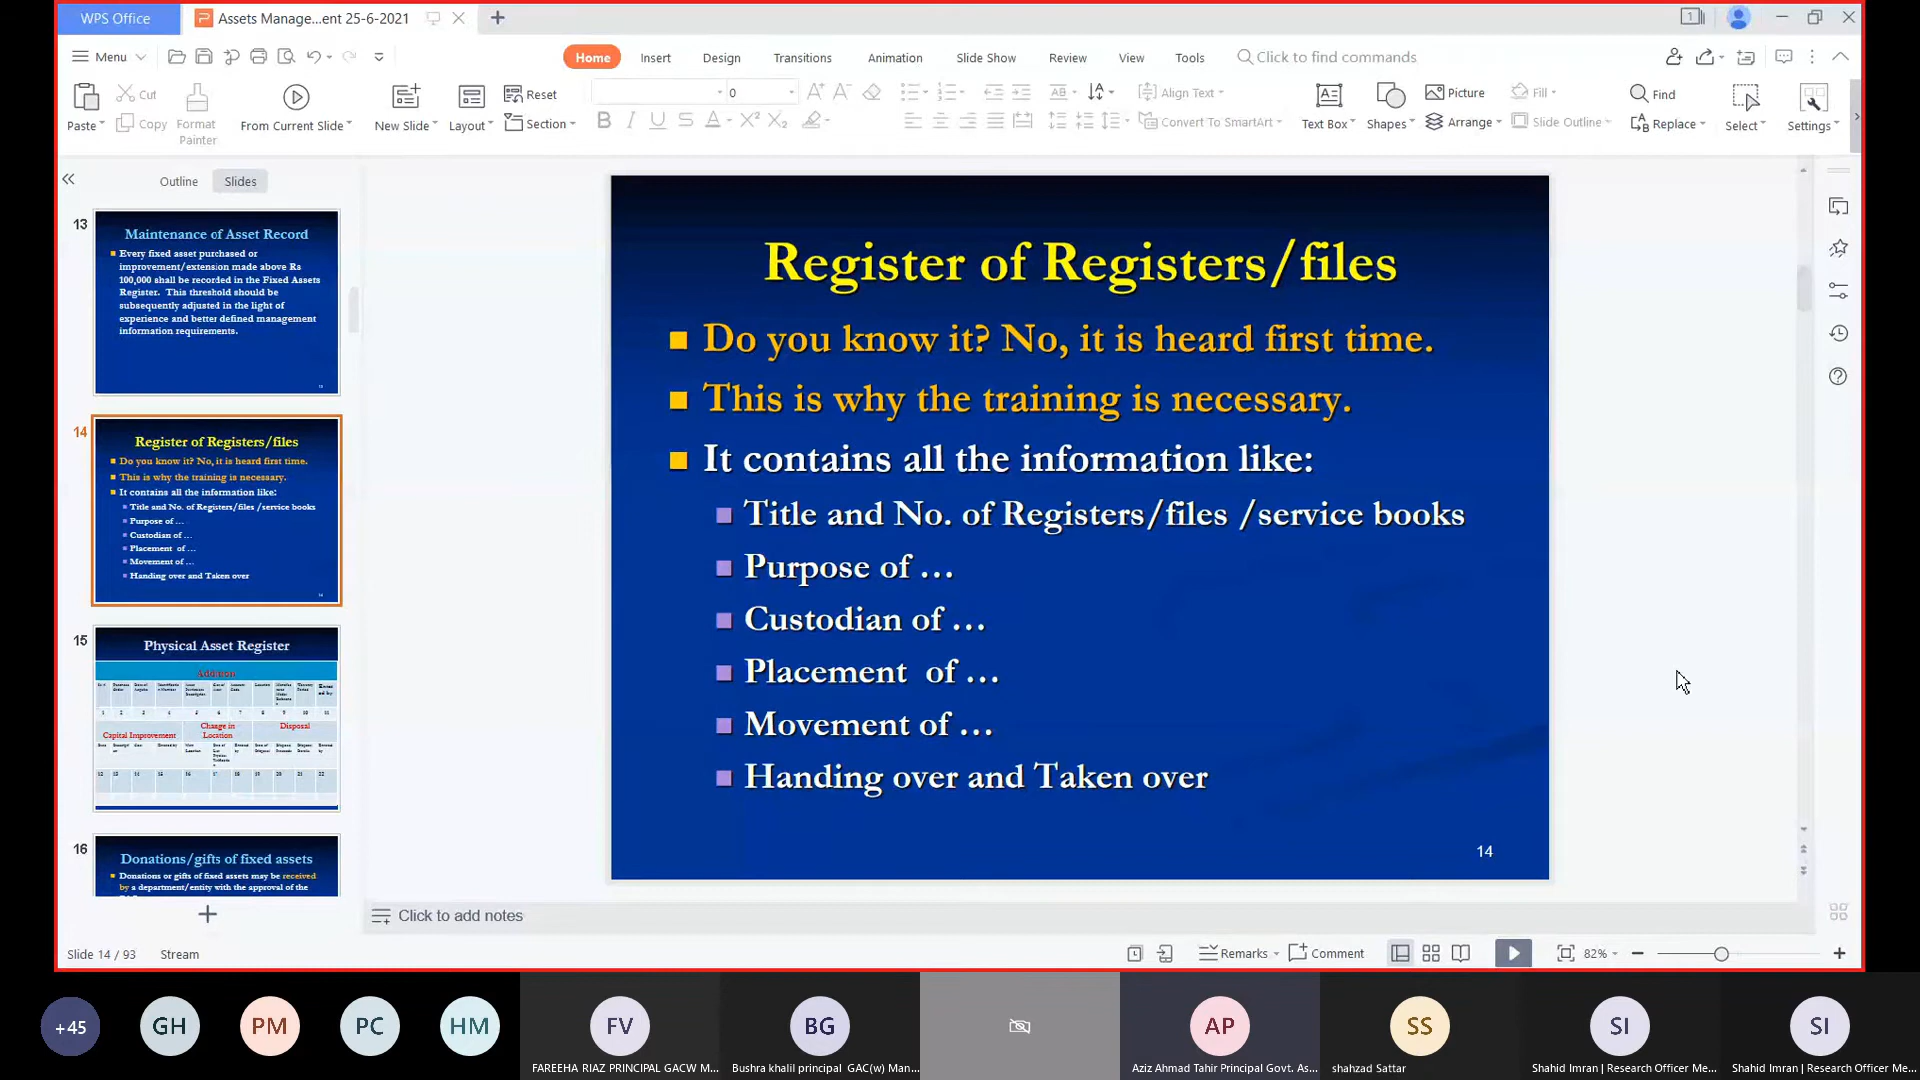 WPS Office
Assets Manage...ent 25-6-2021
Menu
Home Insert Design Transitions Animation Slide Show Review View Tools Click to find commands
Paste Cut Copy Format Painter From Current Slide New Slide Layout Reset Section
0
Align Text Convert To SmartArt Text Box Shapes Picture Arrange Fill Slide Outline Find Replace Select Settings
Outline Slides
13
Maintenance of Asset Record
Every fixed asset purchased or
improvement/extension made above Rs
100,000 shall be recorded in the Fixed Assets
Register. This threshold should be
subsequently adjusted in the light of
experience and better defined management
information requirements.
14
Register of Registers/files
Do you know it? No, it is heard first time.
This is why the training is necessary.
It contains all the information like:
Title and No. of Registers/files /service books
Purpose of ...
Custodian of ...
Placement of ...
Movement of ...
Handing over and Taken over
15
Physical Asset Register
Addition
Capital Improvement Change in Location Disposal
16
Donations/gifts of fixed assets
Donations or gifts of fixed assets may be received
by a department/entity with the approval of the
Register of Registers/files
Do you know it? No, it is heard first time.
This is why the training is necessary.
It contains all the information like:
Title and No. of Registers/files /service books
Purpose of ...
Custodian of ...
Placement of ...
Movement of ...
Handing over and Taken over
14
Click to add notes
Slide 14 / 93 Stream
Remarks Comment 82%
+45 GH PM PC HM FV BG AP SS SI SI
FAREEHA RIAZ PRINCIPAL GACW M...
Bushra khalil principal GAC(w) Man...
Aziz Ahmad Tahir Principal Govt. As...
shahzad Sattar
Shahid Imran | Research Officer Me...
Shahid Imran | Research Officer Me...